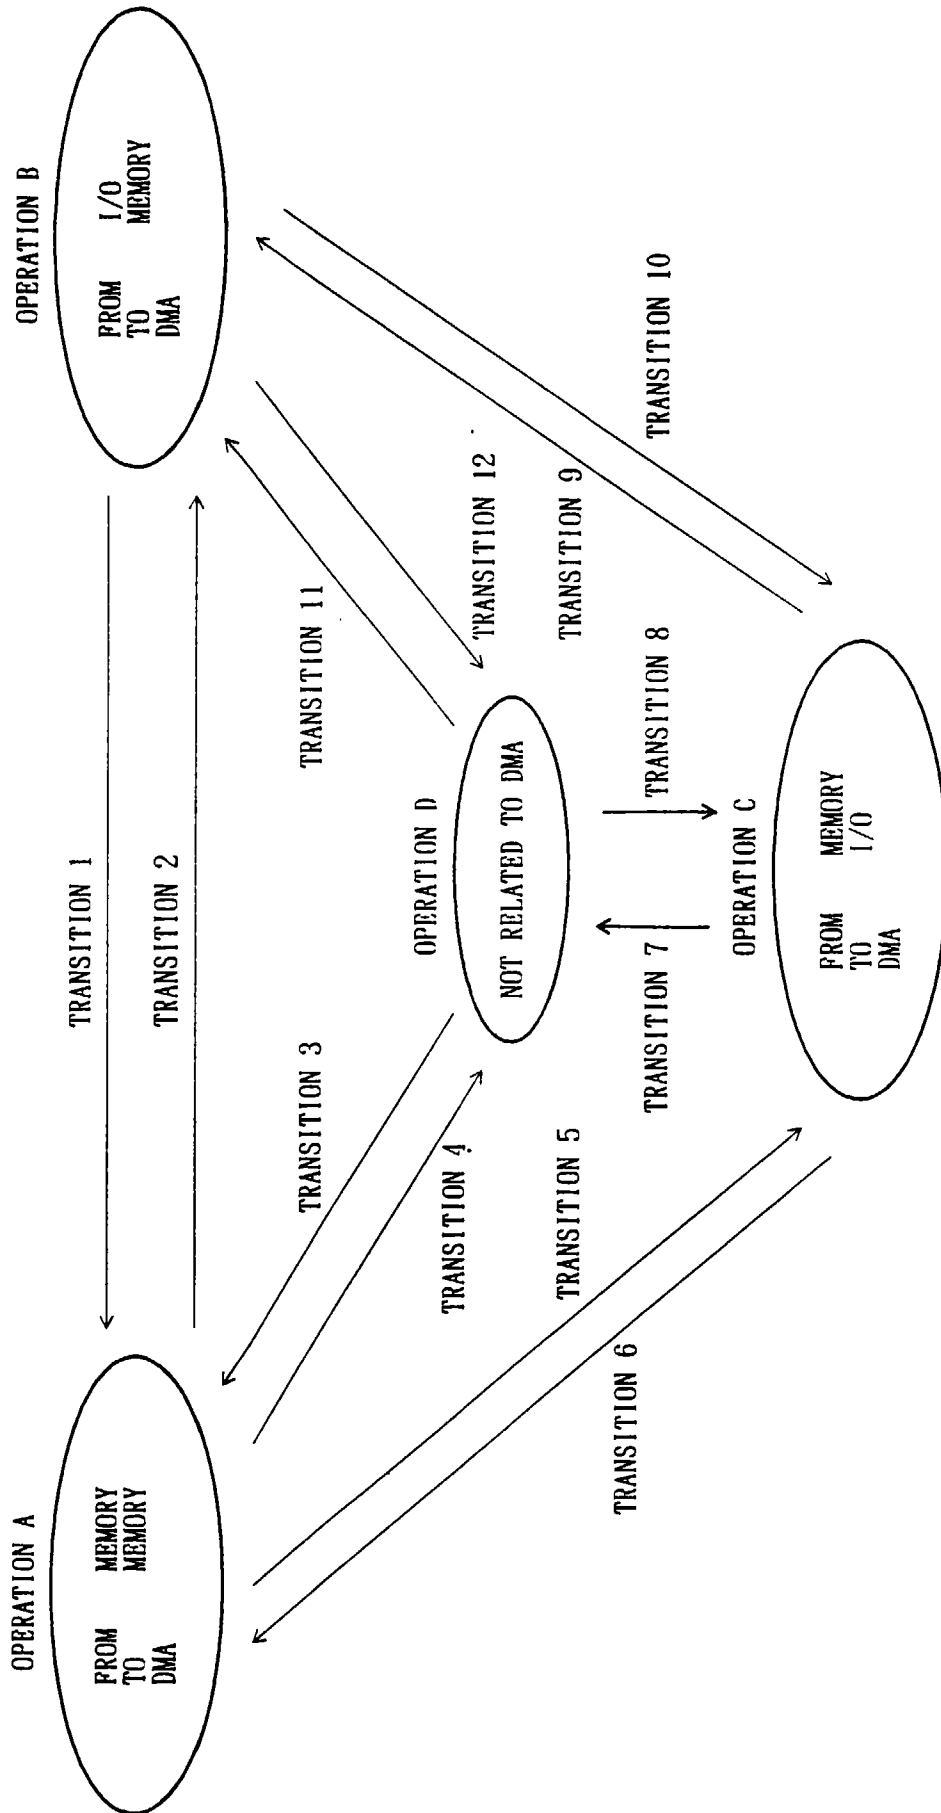 OPERATION A
FROM MEMORY
TO MEMORY
DMA
OPERATION B
FROM I/O
TO MEMORY
DMA
TRANSITION 1
TRANSITION 2
TRANSITION 3
TRANSITION 11
OPERATION D
NOT RELATED TO DMA
TRANSITION 4
TRANSITION 12
TRANSITION 5
TRANSITION 9
TRANSITION 6
TRANSITION 7
TRANSITION 8
TRANSITION 10
OPERATION C
FROM MEMORY
TO I/O
DMA